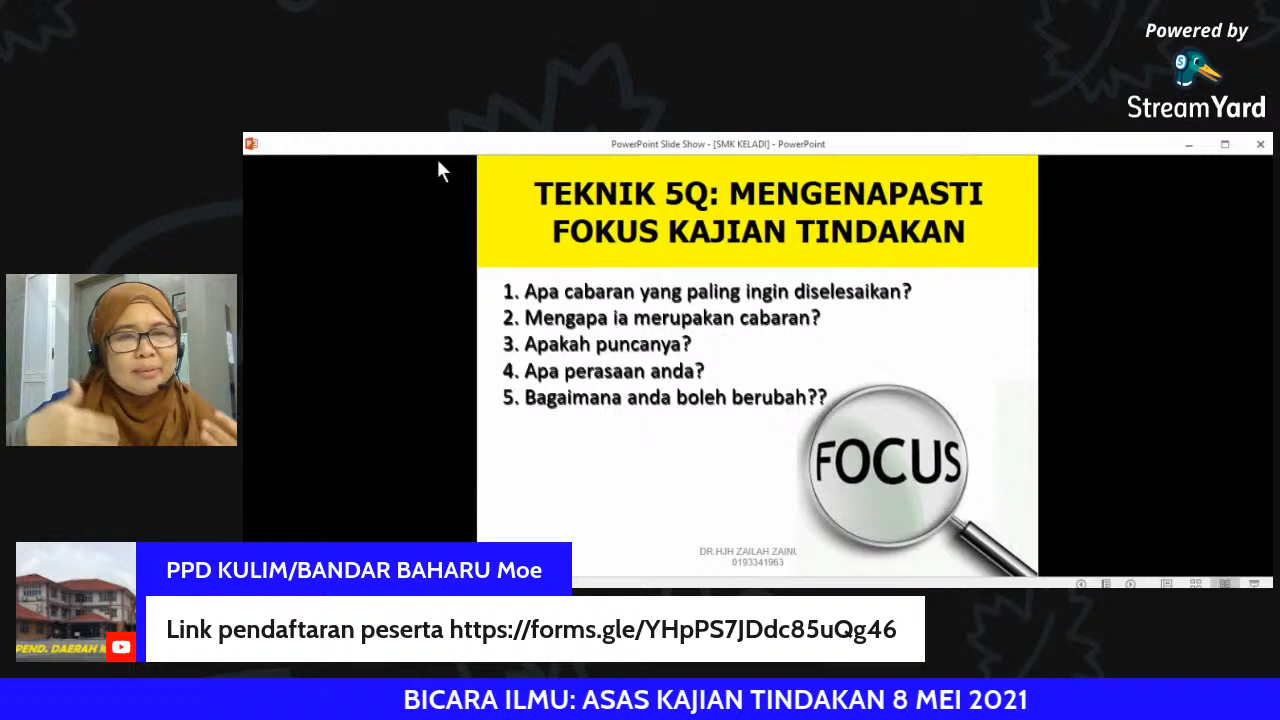 Powered by
StreamYard
PowerPoint Slide Show - [SMK KELADI] - PowerPoint
TEKNIK 5Q: MENGENAPASTI
FOKUS KAJIAN TINDAKAN
1. Apa cabaran yang paling ingin diselesaikan?
2. Mengapa ia merupakan cabaran?
3. Apakah puncanya?
4. Apa perasaan anda?
5. Bagaimana anda boleh berubah??
FOCUS
DR.HJH ZAILAH ZAINU
0193341963
PEND. DAERAH K
PPD KULIM/BANDAR BAHARU Moe
Link pendaftaran peserta https://forms.gle/YHpPS7JDdc85uQg46
BICARA ILMU: ASAS KAJIAN TINDAKAN 8 MEI 2021